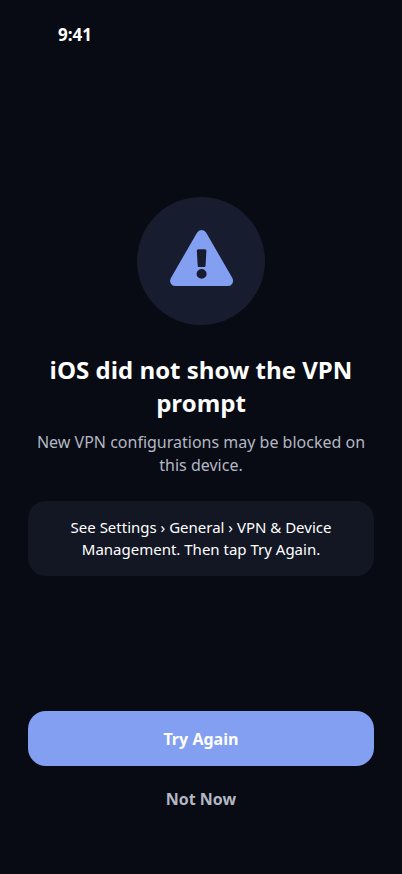 9:41
iOS did not show the VPN
prompt
New VPN configurations may be blocked on
this device.
See Settings › General › VPN & Device
Management. Then tap Try Again.
Try Again
Not Now